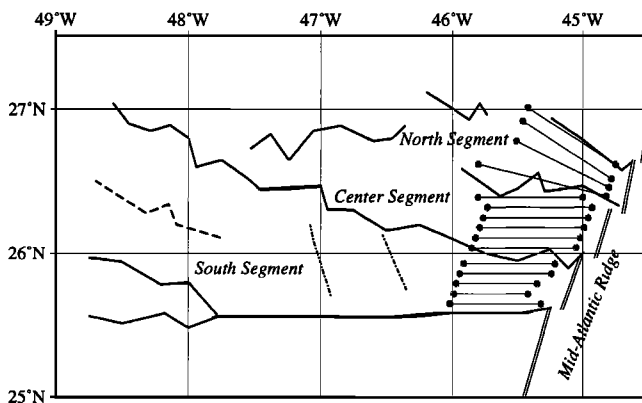 49°W 48°W 47°W 46°W 45°W
27°N
North Segment
Center Segment
26°N
South Segment
Mid-Atlantic Ridge
25°N